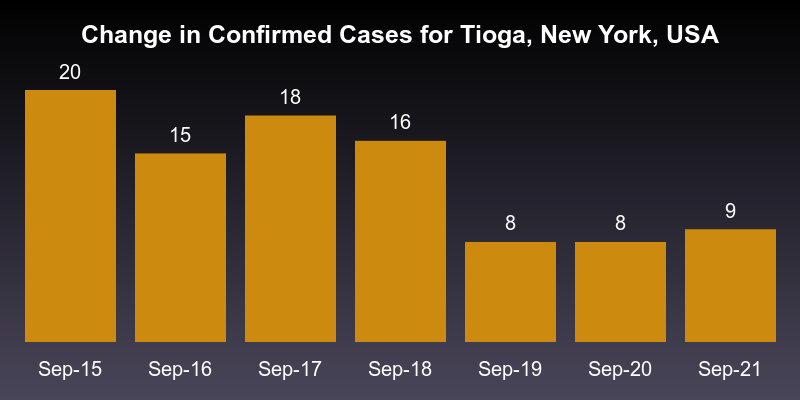 Change in Confirmed Cases for Tioga, New York, USA
20
15
18
16
8
8
9
Sep-15
Sep-16
Sep-17
Sep-18
Sep-19
Sep-20
Sep-21